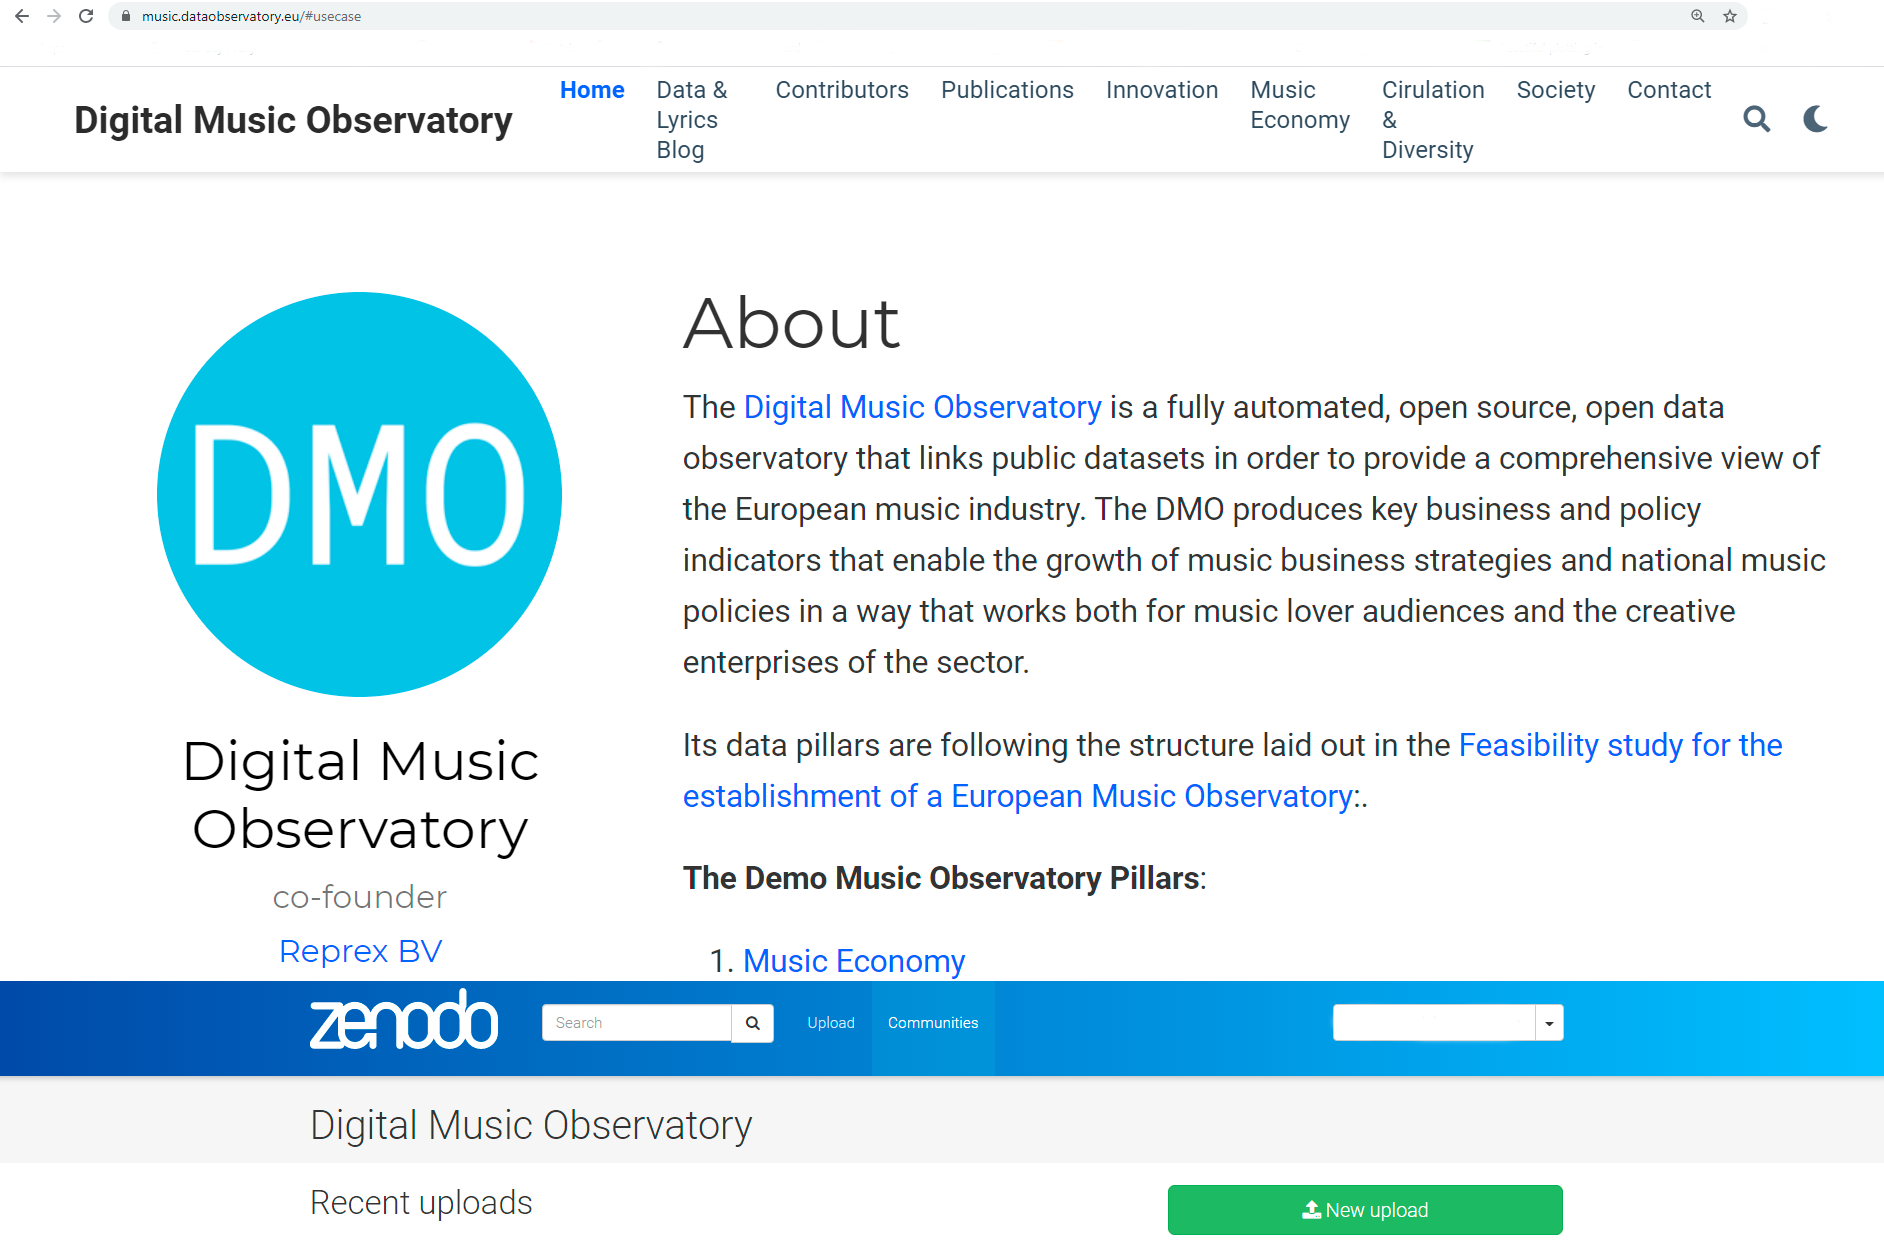 music.dataobservatory.eu/#usecase
Digital Music Observatory
Home
Data &
Lyrics
Blog
Contributors
Publications
Innovation
Music
Economy
Cirulation
&
Diversity
Society
Contact
DMO
Digital Music
Observatory
co-founder
Reprex BV
About
The Digital Music Observatory is a fully automated, open source, open data
observatory that links public datasets in order to provide a comprehensive view of
the European music industry. The DMO produces key business and policy
indicators that enable the growth of music business strategies and national music
policies in a way that works both for music lover audiences and the creative
enterprises of the sector.
Its data pillars are following the structure laid out in the Feasibility study for the
establishment of a European Music Observatory:.
The Demo Music Observatory Pillars:
1. Music Economy
zenodo
Search
Upload
Communities
Digital Music Observatory
Recent uploads
New upload